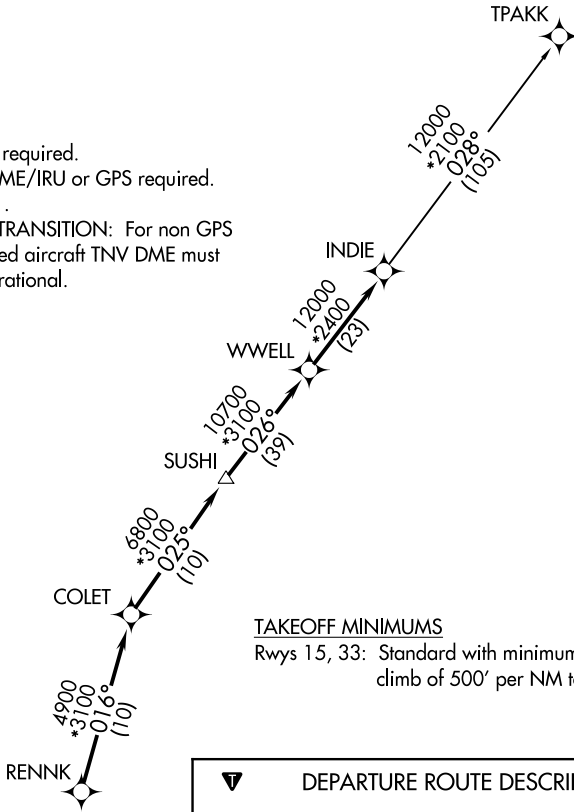 TPAKK
12000
*2100
028°
(105)
required.
ME/IRU or GPS required.
.
TRANSITION: For non GPS
ed aircraft TNV DME must
rational.
INDIE
12000
*2400
(23)
WWELL
10700
*3100
026°
(39)
SUSHI
6800
*3100
025°
(10)
COLET
TAKEOFF MINIMUMS
Rwys 15, 33: Standard with minimum
climb of 500' per NM to
4900
*3100
016°
(10)
RENNK
T DEPARTURE ROUTE DESCRI